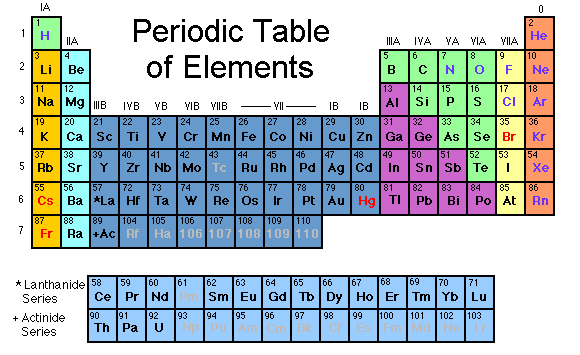 IA 0
1 2
1 H He
Periodic Table
of Elements
IIA IIIA IVA VA VIA VIIA
3 4 5 6 7 8 9 10
2 Li Be B C N O F Ne
11 12 13 14 15 16 17 18
3 Na Mg Al Si P S Cl Ar
IIIB IVB VB VIB VIIB VII IB IB
19 20 21 22 23 24 25 26 27 28 29 30 31 32 33 34 35 36
4 K Ca Sc Ti V Cr Mn Fe Co Ni Cu Zn Ga Ge As Se Br Kr
37 38 39 40 41 42 43 44 45 46 47 48 49 50 51 52 53 54
5 Rb Sr Y Zr Nb Mo Tc Ru Rh Pd Ag Cd In Sn Sb Te I Xe
55 56 57 72 73 74 75 76 77 78 79 80 81 82 83 84 85 86
6 Cs Ba *La Hf Ta W Re Os Ir Pt Au Hg Tl Pb Bi Po At Rn
87 88 89 104 105 106 107 108 109 110
7 Fr Ra +Ac Rf Ha 106 107 108 109 110
58 59 60 61 62 63 64 65 66 67 68 69 70 71
* Lanthanide Ce Pr Nd Pm Sm Eu Gd Tb Dy Ho Er Tm Yb Lu
Series
90 91 92 93 94 95 96 97 98 99 100 101 102 103
+ Actinide Th Pa U Np Pu Am Cm Bk Cf Es Fm Md No Lr
Series